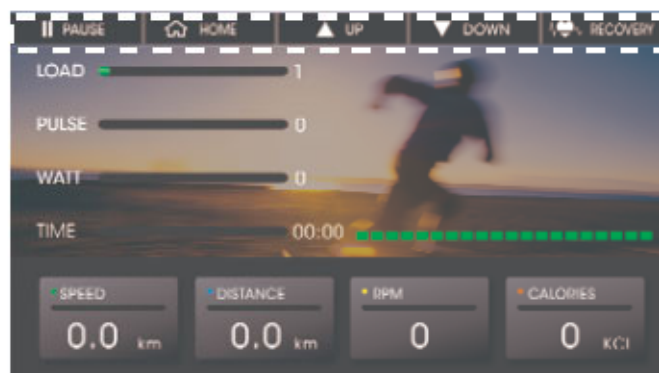 PAUSE HOME UP DOWN RECOVERY
LOAD 1
PULSE 0
WATT 0
TIME 00:00
SPEED DISTANCE RPM CALORIES
0.0 km 0.0 km 0 0 KCL